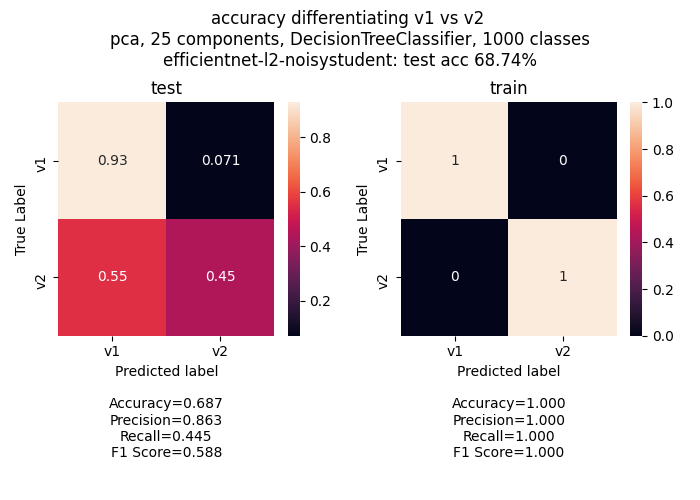 accuracy differentiating v1 vs v2
pca, 25 components, DecisionTreeClassifier, 1000 classes
efficientnet-l2-noisystudent: test acc 68.74%
test
v1
v2
True Label
0.93
0.071
0.55
0.45
v1
v2
Predicted label
0.8
0.6
0.4
0.2
Accuracy=0.687
Precision=0.863
Recall=0.445
F1 Score=0.588
train
v1
v2
True Label
1
0
0
1
v1
v2
Predicted label
1.0
0.8
0.6
0.4
0.2
0.0
Accuracy=1.000
Precision=1.000
Recall=1.000
F1 Score=1.000